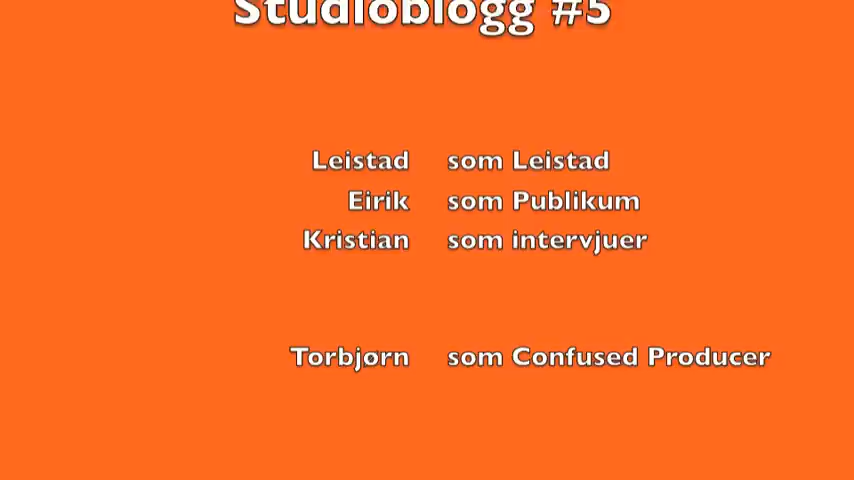 Studioblogg #5
Leistad som Leistad
Eirik som Publikum
Kristian som intervjuer
Torbjørn som Confused Producer